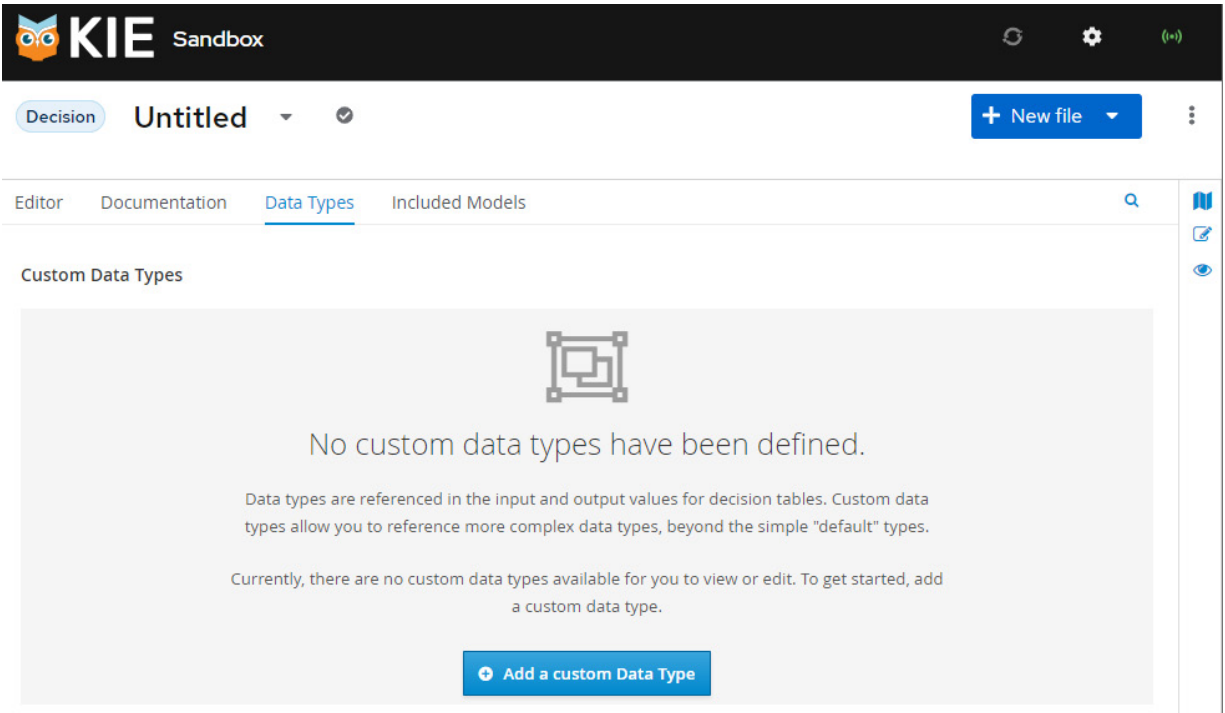 KIE Sandbox
Decision Untitled
+ New file
Editor Documentation Data Types Included Models
Custom Data Types
No custom data types have been defined.
Data types are referenced in the input and output values for decision tables. Custom data
types allow you to reference more complex data types, beyond the simple "default" types.
Currently, there are no custom data types available for you to view or edit. To get started, add
a custom data type.
Add a custom Data Type